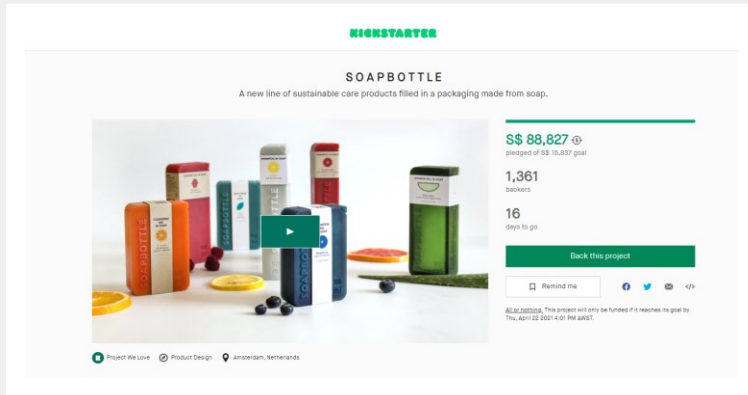 KICKSTARTER
SOAPBOTTLE
A new line of sustainable care products filled in a packaging made from soap.
S$ 88,827
pledged of S$ 15,837 goal
1,361
backers
16
days to go
Back this project
Remind me
All or nothing. This project will only be funded if it reaches its goal by
Thu, April 22 2021 4:01 PM AWST.
SOAPBOTTLE
SOAPBOTTLE
SOAPBOTTLE
Project We Love
Product Design
Amsterdam, Netherlands